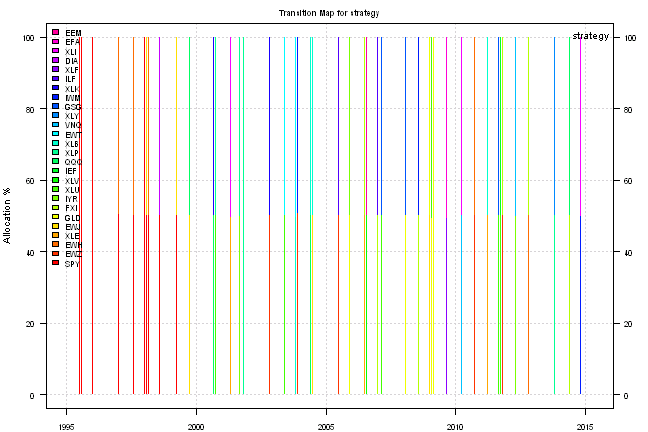 Transition Map for strategy
strategy
EEM
EFA
XLI
DIA
XLF
ILF
XLK
IWM
GSG
XLY
VNQ
EWT
XLB
XLP
QQQ
IEF
XLV
XLU
IYR
FXI
GLD
EWJ
XLE
EWH
EWZ
SPY
Allocation %
100
80
60
40
20
0
100
80
60
40
20
0
1995
2000
2005
2010
2015